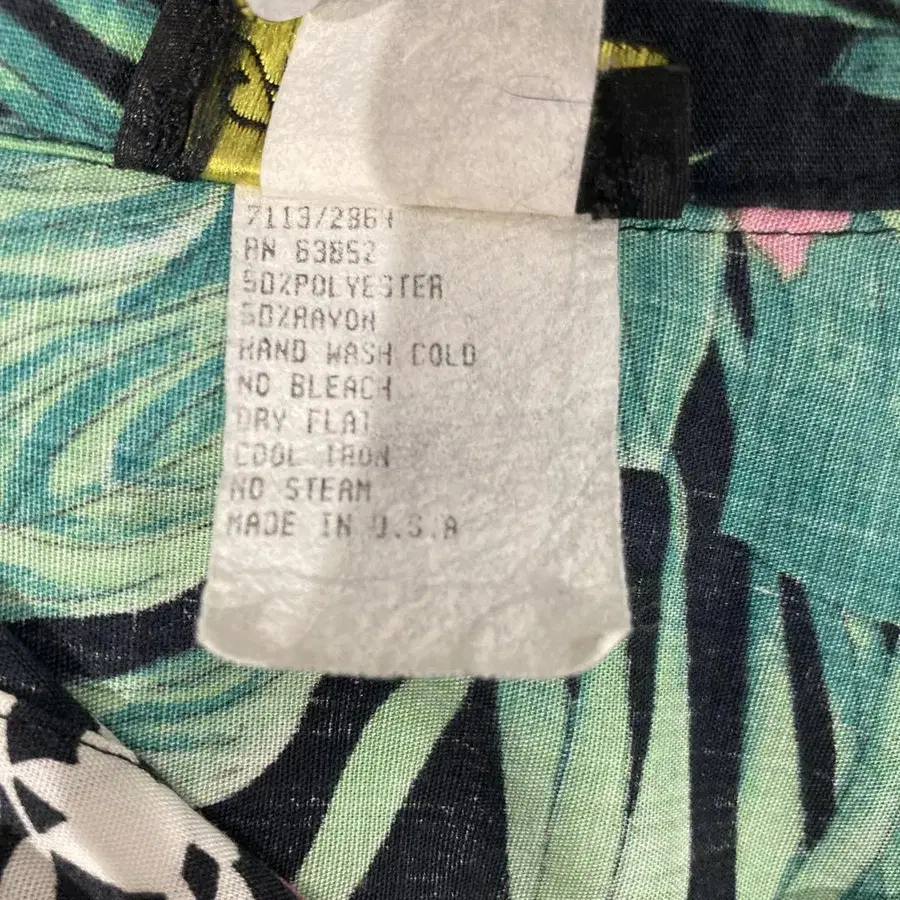 7113/2864
RN 63852
50%POLYESTER
50%RAYON
HAND WASH COLD
NO BLEACH
DRY FLAT
COOL IRON
NO STEAM
MADE IN U.S.A